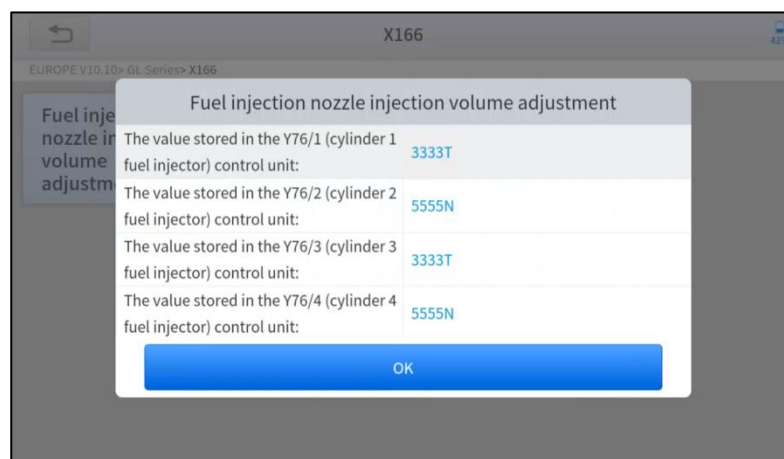 X166
429
EUROPE V10.10> GL Series> X166
Fuel inje
nozzle in
volume
adjustm
Fuel injection nozzle injection volume adjustment
The value stored in the Y76/1 (cylinder 1
fuel injector) control unit:
3333T
The value stored in the Y76/2 (cylinder 2
fuel injector) control unit:
5555N
The value stored in the Y76/3 (cylinder 3
fuel injector) control unit:
3333T
The value stored in the Y76/4 (cylinder 4
fuel injector) control unit:
5555N
OK